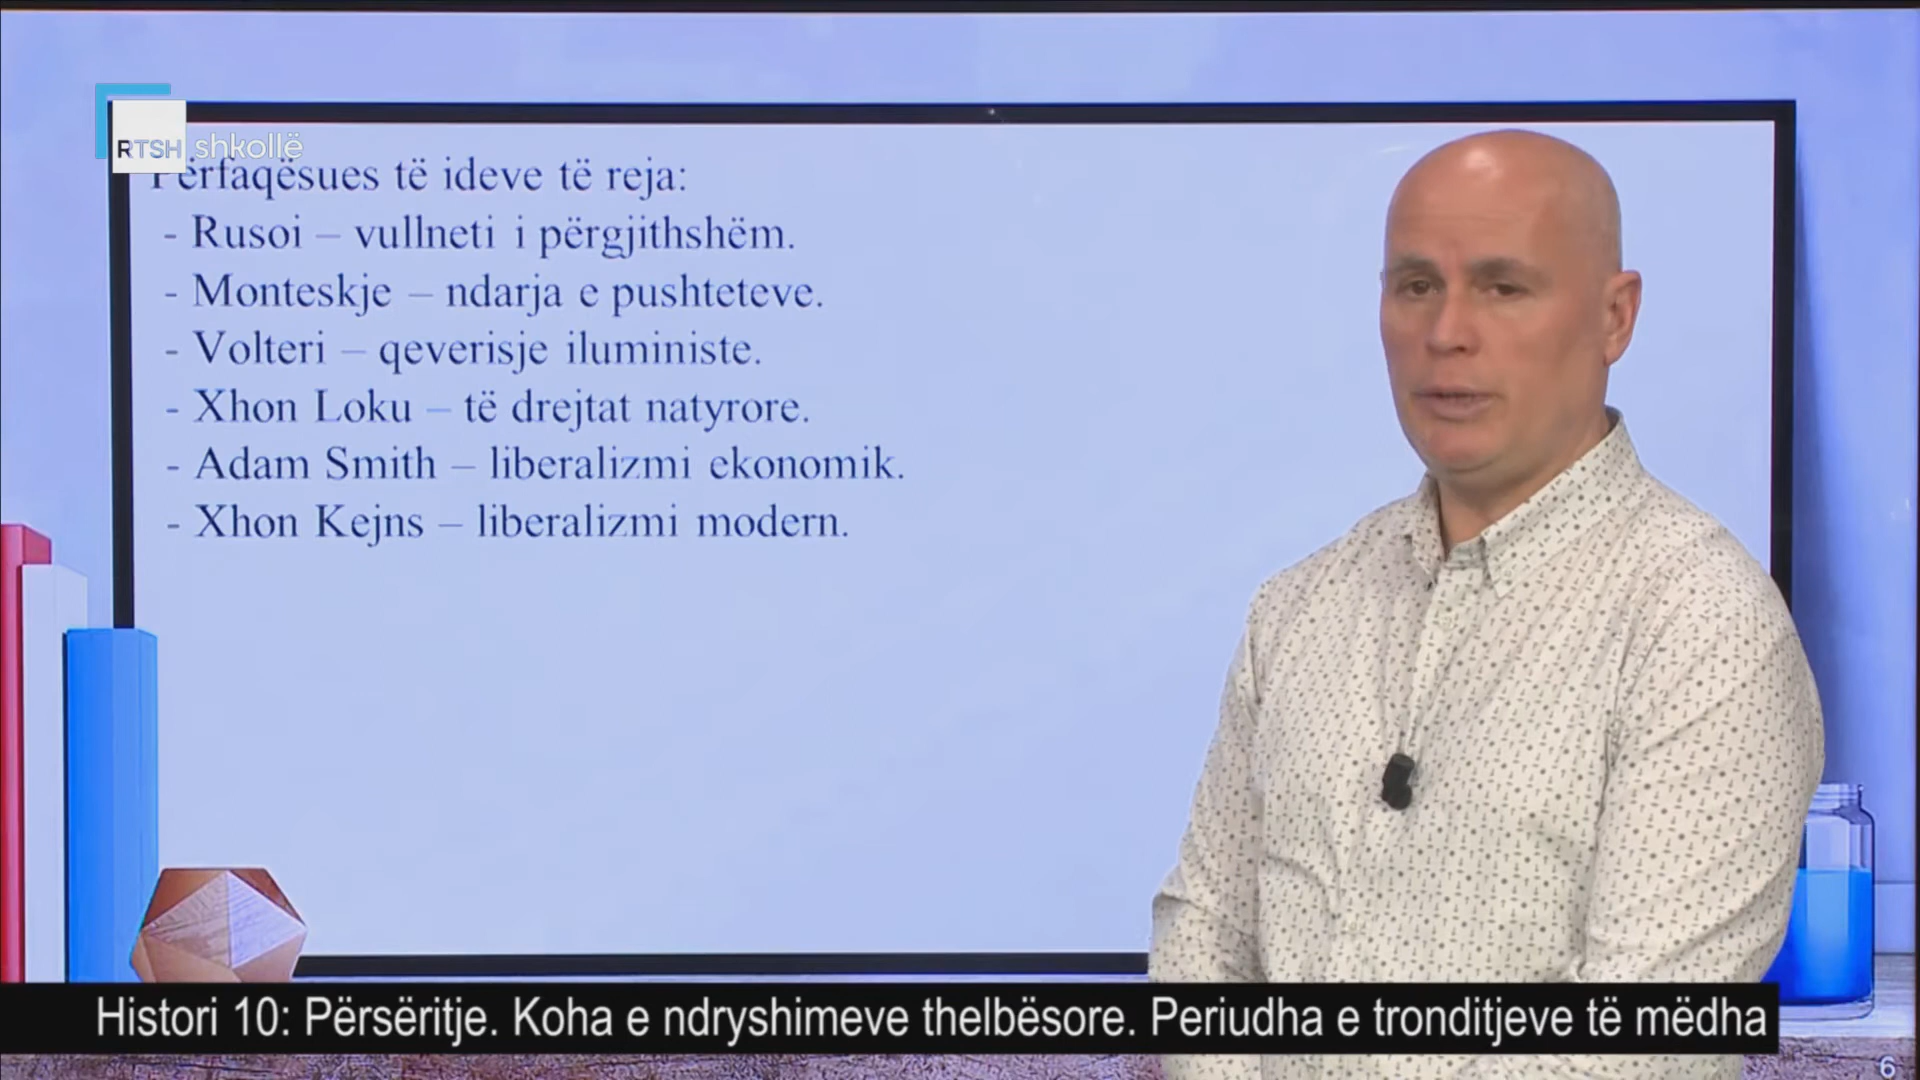 RTSH shkollë
Përfaqësues të ideve të reja:
- Rusoi – vullneti i përgjithshëm.
- Monteskje – ndarja e pushteteve.
- Volteri – qeverisje iluministe.
- Xhon Loku – të drejtat natyrore.
- Adam Smith – liberalizmi ekonomik.
- Xhon Kejns – liberalizmi modern.
Histori 10: Përsëritje. Koha e ndryshimeve thelbësore. Periudha e tronditjeve të mëdha
6